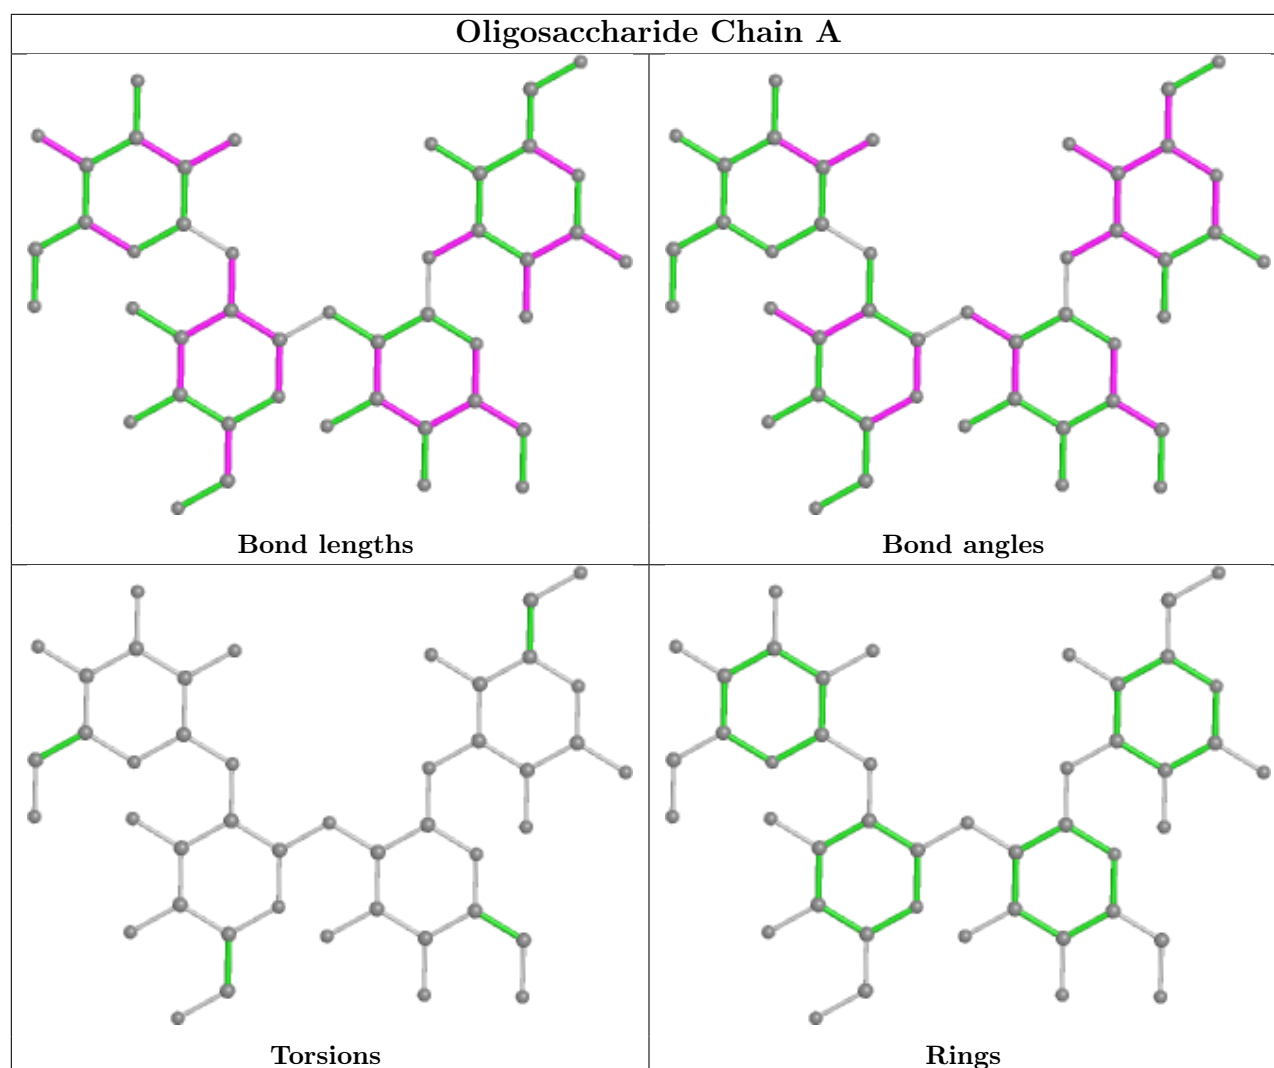 Oligosaccharide Chain A
Bond lengths
Bond angles
Torsions
Rings